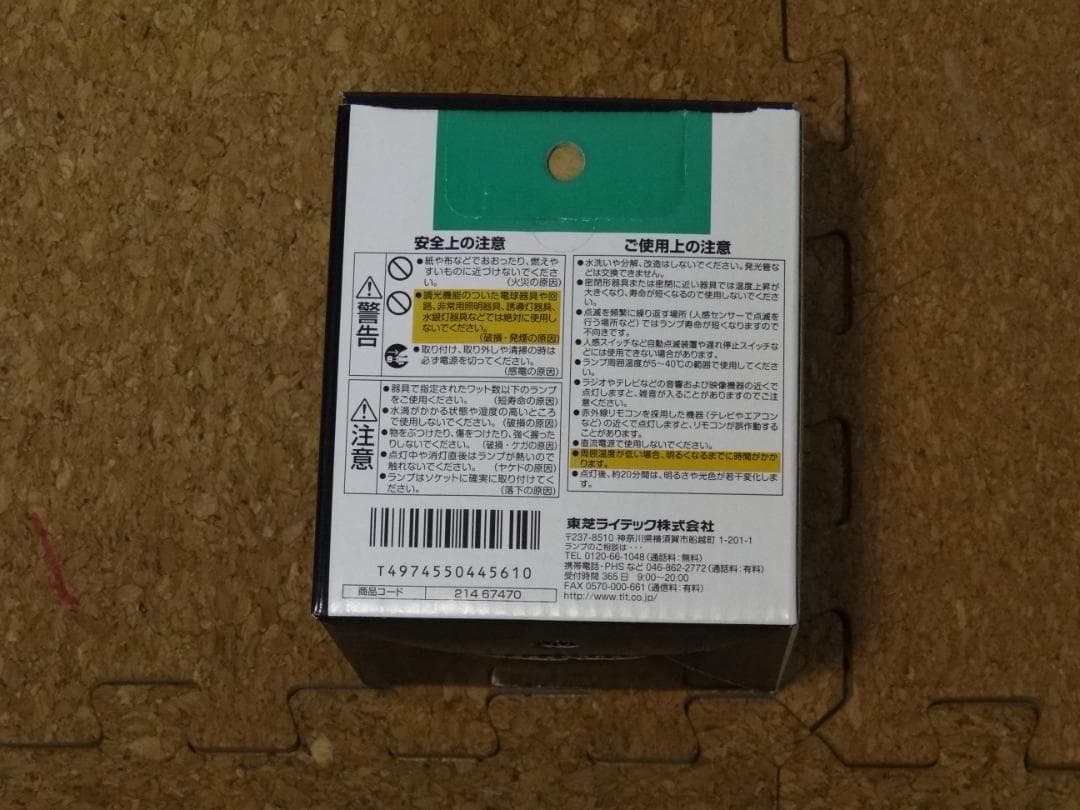 安全上の注意
警告
●紙や布などでおおったり、燃えや
すいものに近づけないでくださ
い。 (火災の原因)
●調光機能のついた電球器具や回
路、非常用照明器具、誘導灯器具、
水銀灯器具などでは絶対に使用し
ないでください。
(破損・発煙の原因)
●取り付け、取り外しや清掃の時は
必ず電源を切ってください。
(感電の原因)
注意
●器具で指定されたワット数以下のランプ
をご使用ください。 (短寿命の原因)
●水滴がかかる状態や湿度の高いところ
で使用しないでください。 (破損の原因)
●物をぶつけたり、傷をつけたり、強く握った
りしないでください。 (破損・ケガの原因)
●点灯中や消灯直後はランプが熱いので
触れないでください。 (ヤケドの原因)
●ランプはソケットに確実に取り付けてく
ださい。 (落下の原因)
ご使用上の注意
●水洗いや分解、改造はしないでください。発光管な
どは交換できません。
●密閉形器具または密閉に近い器具では温度上昇が
大きくなり、寿命が短くなるので使用しないでくださ
い。
●点滅を頻繁に繰り返す場所(人感センサーで点滅を
行う場所など)ではランプ寿命が短くなりますので
不向きです。
●人感スイッチなど自動点滅装置や遅れ停止スイッチな
どには使用できない場合があります。
●ランプ周囲温度が5~40℃の範囲で使用してくださ
い。
●ラジオやテレビなどの音響および映像機器の近くで
点灯しますと、雑音が入ることがありますのでご注
意ください。
●赤外線リモコンを採用した機器(テレビやエアコン
など)の近くで点灯しますと、リモコンが誤作動する
ことがあります。
●直流電源で使用しないでください。
●周囲温度が低い場合、明るくなるまでに時間がかか
ります。
●点灯後、約20分間は、明るさや光色が若干変化しま
す。
T4974550445610
商品コード 214 67470
東芝ライテック株式会社
〒237-8510 神奈川県横須賀市船越町 1-201-1
ランプのご相談は・・・
TEL 0120-66-1048(通話料:無料)
携帯電話・PHS など 046-862-2772(通話料:有料)
受付時間 365日 9:00~20:00
FAX 0570-000-661(通信料:有料)
http://www.tlt.co.jp/